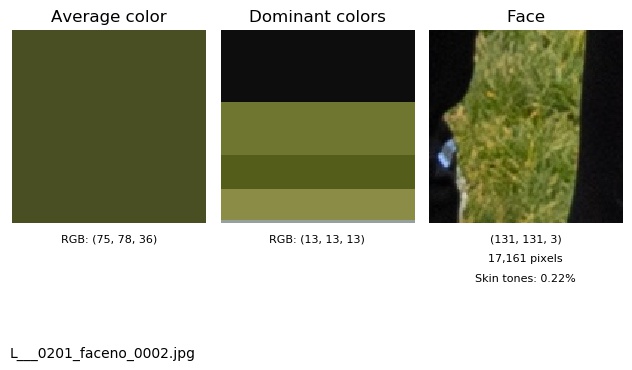 Average color
Dominant colors
Face
RGB: (75, 78, 36)
RGB: (13, 13, 13)
(131, 131, 3)
17,161 pixels
Skin tones: 0.22%
L___0201_faceno_0002.jpg